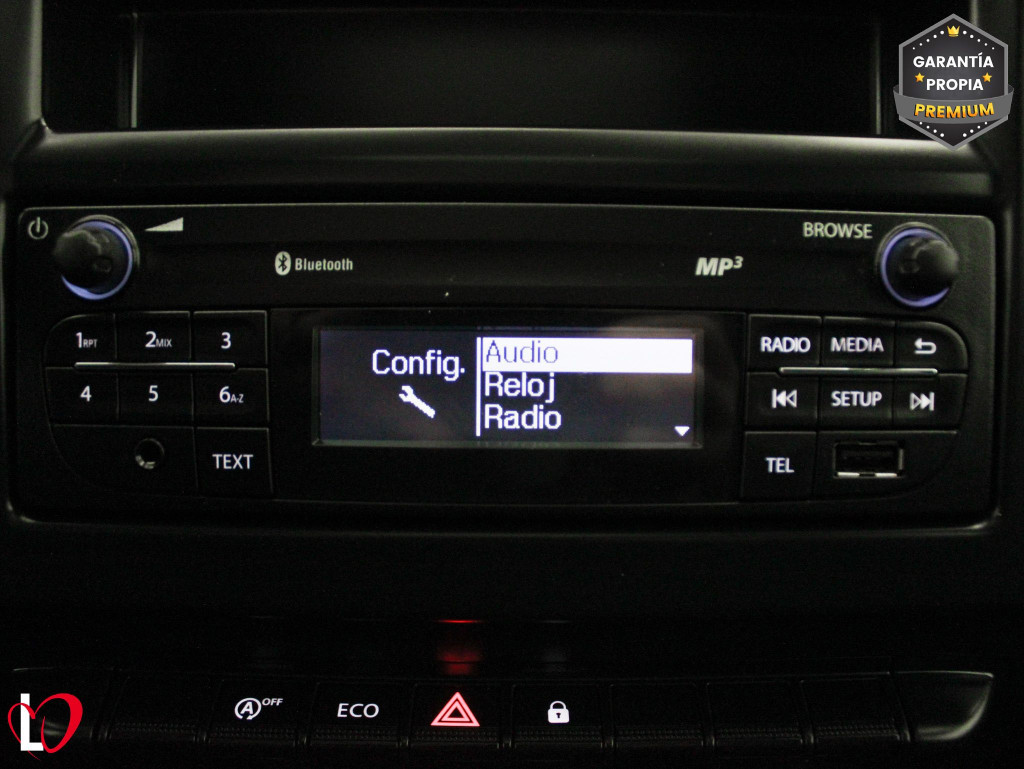 GARANTÍA
PROPIA
PREMIUM
BROWSE
Bluetooth
MP3
1RPT 2MIX 3
4 5 6A-Z
TEXT
Config.
Audio
Reloj
Radio
RADIO MEDIA
SETUP
TEL
A OFF
ECO
L